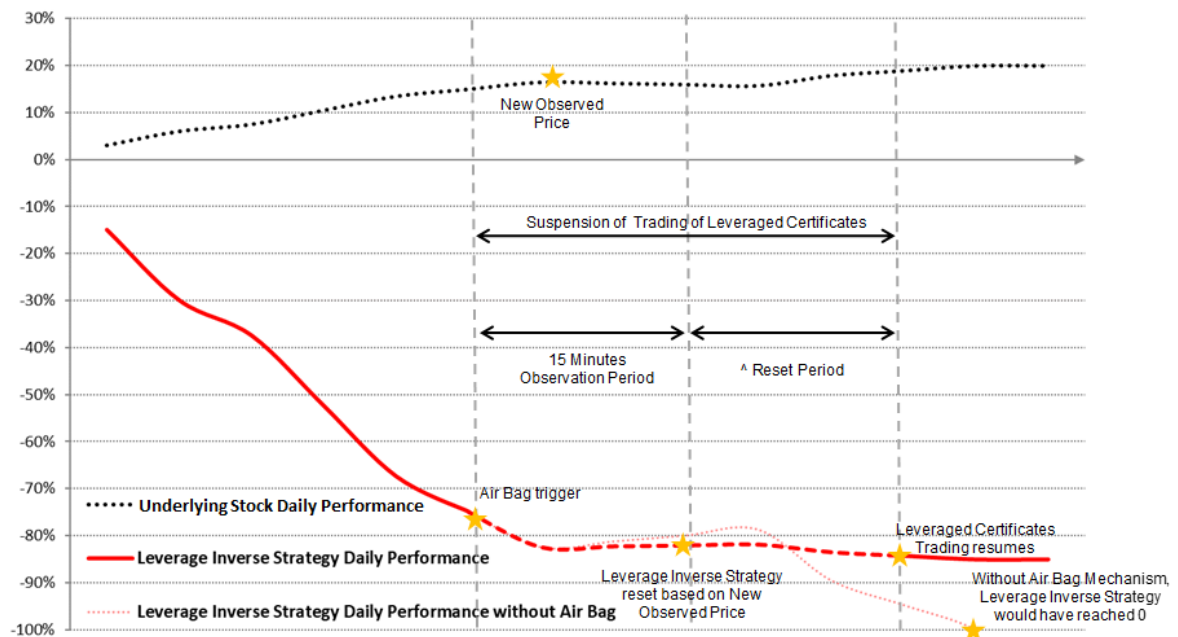 30%
20%
10%
0%
-10%
-20%
-30%
-40%
-50%
-60%
-70%
-80%
-90%
-100%
New Observed
Price
Suspension of Trading of Leveraged Certificates
15 Minutes
Observation Period
^ Reset Period
Air Bag trigger
Underlying Stock Daily Performance
Leverage Inverse Strategy Daily Performance
Leverage Inverse Strategy Daily Performance without Air Bag
Leverage Inverse Strategy
reset based on New
Observed Price
Leveraged Certificates
Trading resumes
Without Air Bag Mechanism,
Leverage Inverse Strategy
would have reached 0